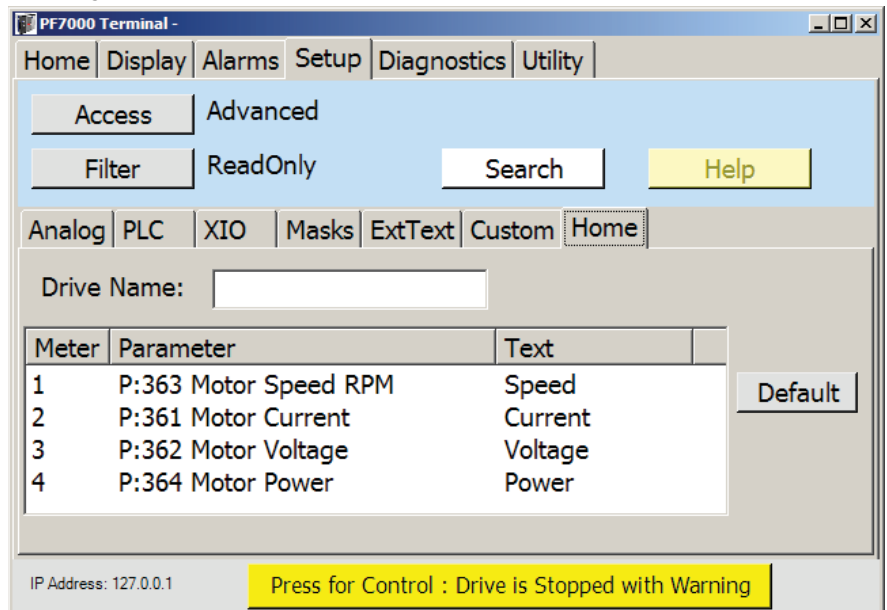 PF7000 Terminal -
Home Display Alarms Setup Diagnostics Utility
Access Advanced
Filter ReadOnly Search Help
Analog PLC XIO Masks ExtText Custom Home
Drive Name:
Meter Parameter Text
1 P:363 Motor Speed RPM Speed
2 P:361 Motor Current Current
3 P:362 Motor Voltage Voltage
4 P:364 Motor Power Power
Default
IP Address: 127.0.0.1 Press for Control : Drive is Stopped with Warning